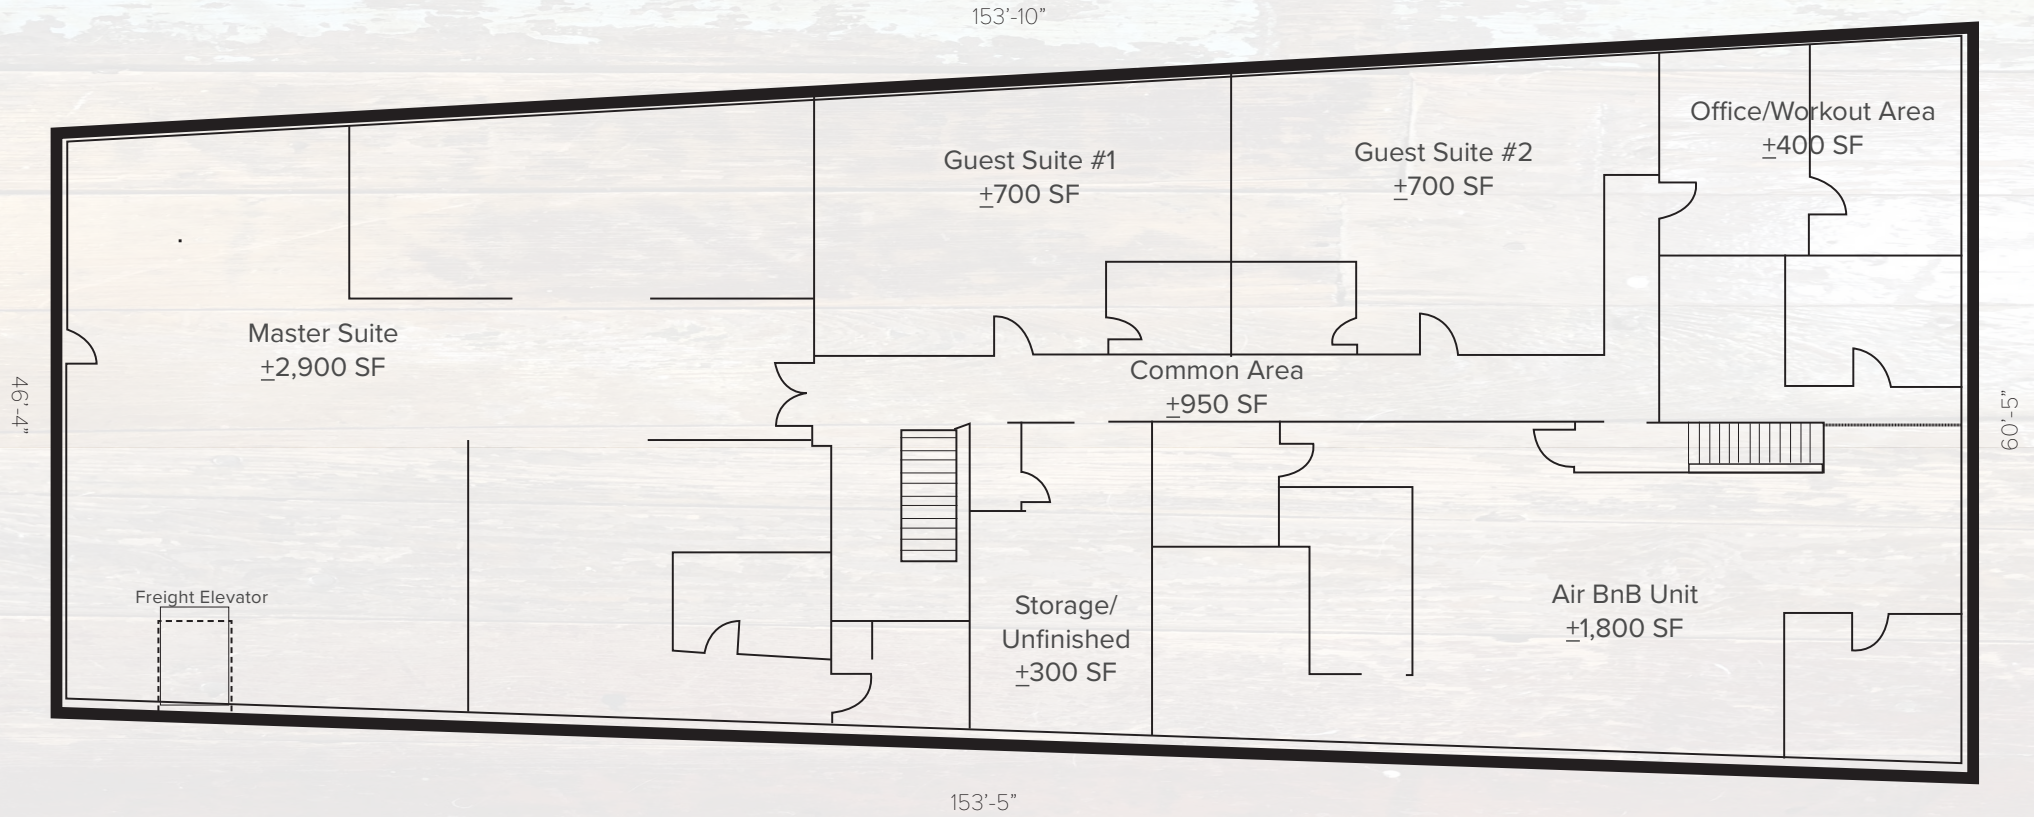 153’-10”
Office/Workout Area
±400 SF
Guest Suite #1
±700 SF
Guest Suite #2
±700 SF
Master Suite
±2,900 SF
Common Area
±950 SF
46’-4”
60’-5”
Freight Elevator
Storage/
Unfinished
±300 SF
Air BnB Unit
±1,800 SF
153’-5”